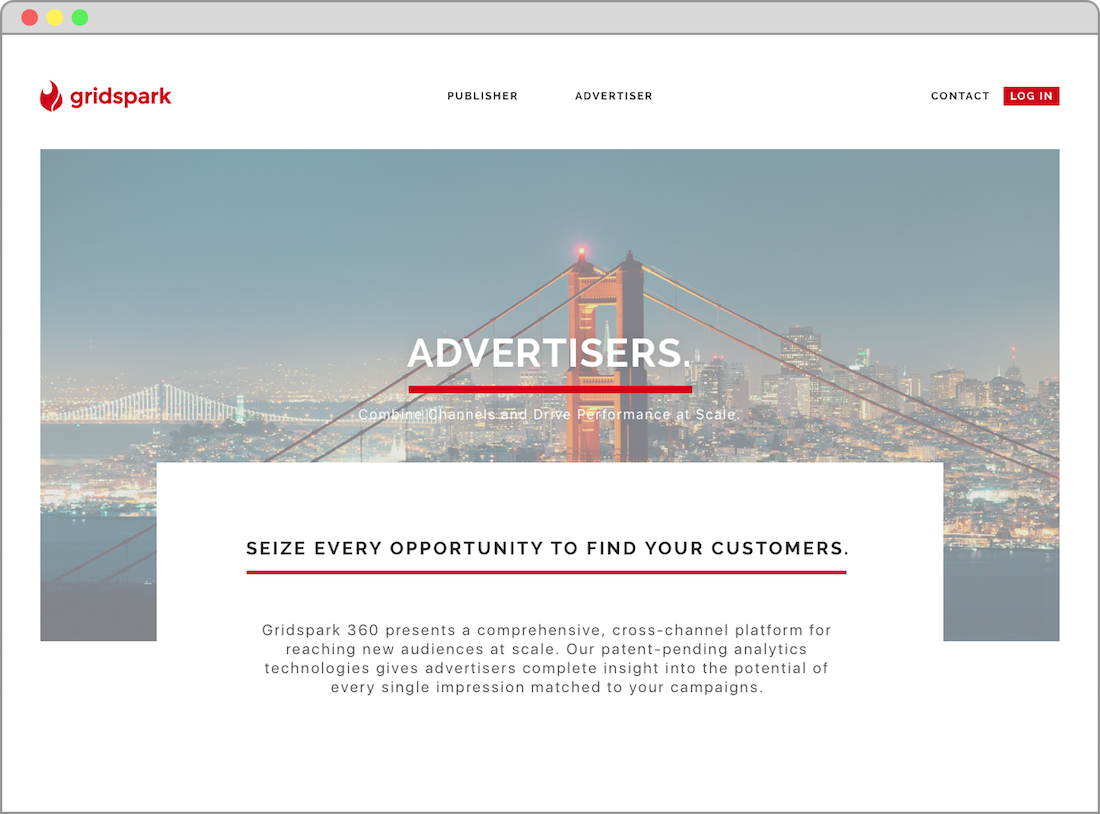 gridspark
PUBLISHER
ADVERTISER
CONTACT
LOG IN
ADVERTISERS.
Combine Channels and Drive Performance at Scale.
SEIZE EVERY OPPORTUNITY TO FIND YOUR CUSTOMERS.
Gridspark 360 presents a comprehensive, cross-channel platform for
reaching new audiences at scale. Our patent-pending analytics
technologies gives advertisers complete insight into the potential of
every single impression matched to your campaigns.